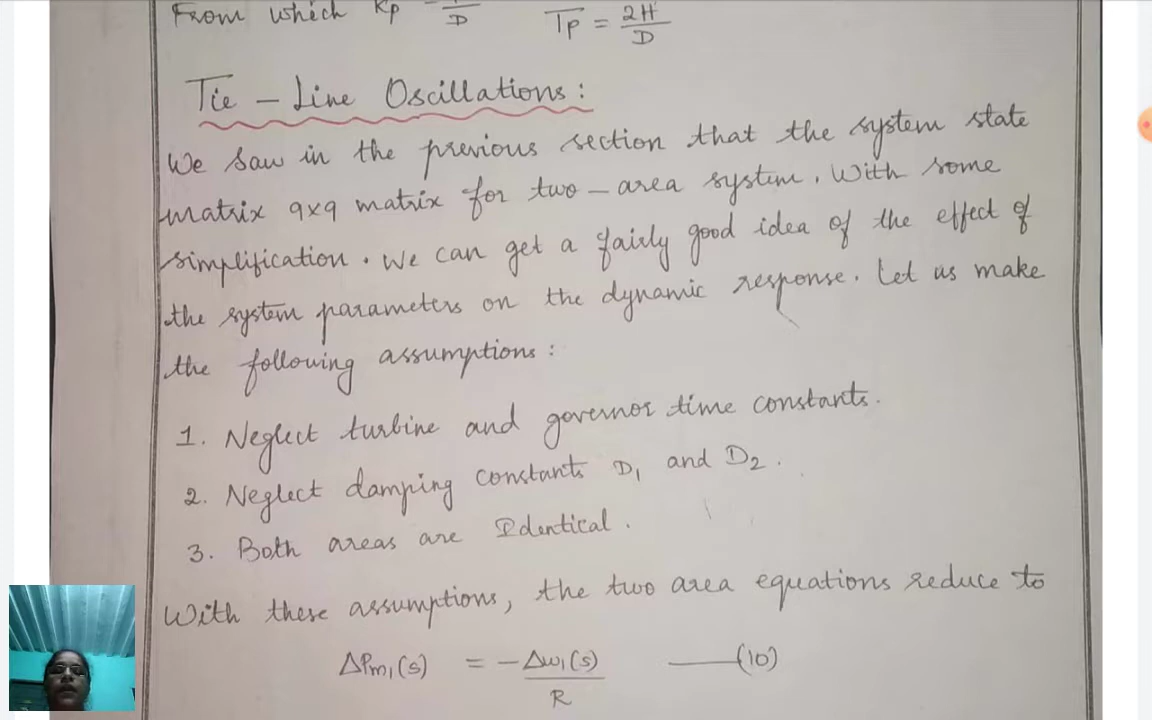 From which Kp = 1/D Tp = 2H/D
Tie - Line Oscillations:
We saw in the previous section that the system state
matrix 9x9 matrix for two - area system. With some
simplification. We can get a fairly good idea of the effect of
the system parameters on the dynamic response. Let us make
the following assumptions:
1. Neglect turbine and governor time constants.
2. Neglect damping constants D₁ and D₂.
3. Both areas are Identical.
With these assumptions, the two area equations reduce to
ΔPm₁(s) = - Δω₁(s)/R —(10)